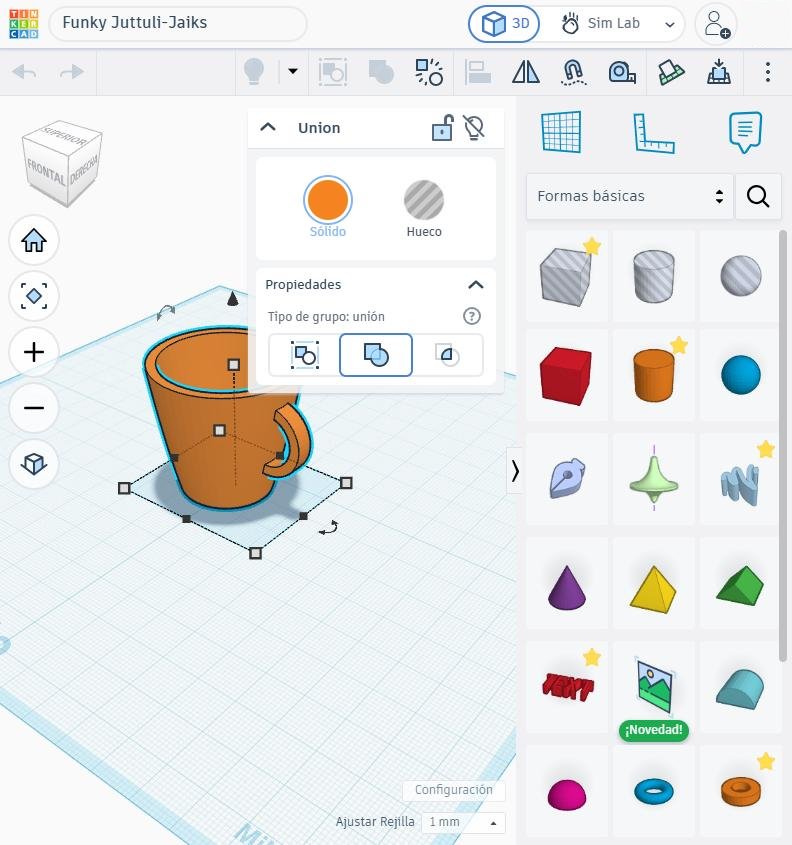 TIN
KER
CAD
Funky Juttuli-Jaiks
3D
Sim Lab
SUPERIOR
FRONTAL
DERECHA
Union
Sólido
Hueco
Propiedades
Tipo de grupo: unión
?
Formas básicas
TEXT
¡Novedad!
Configuración
Ajustar Rejilla
1 mm